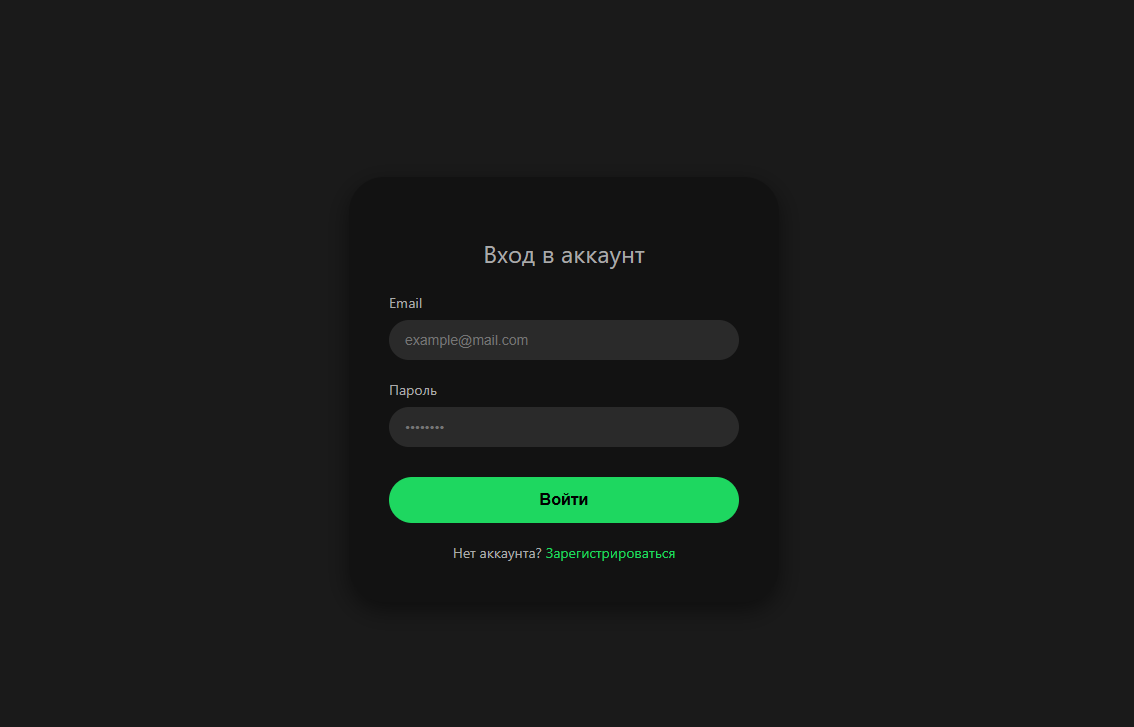 Вход в аккаунт
Email
example@mail.com
Пароль
••••••••
Войти
Нет аккаунта? Зарегистрироваться